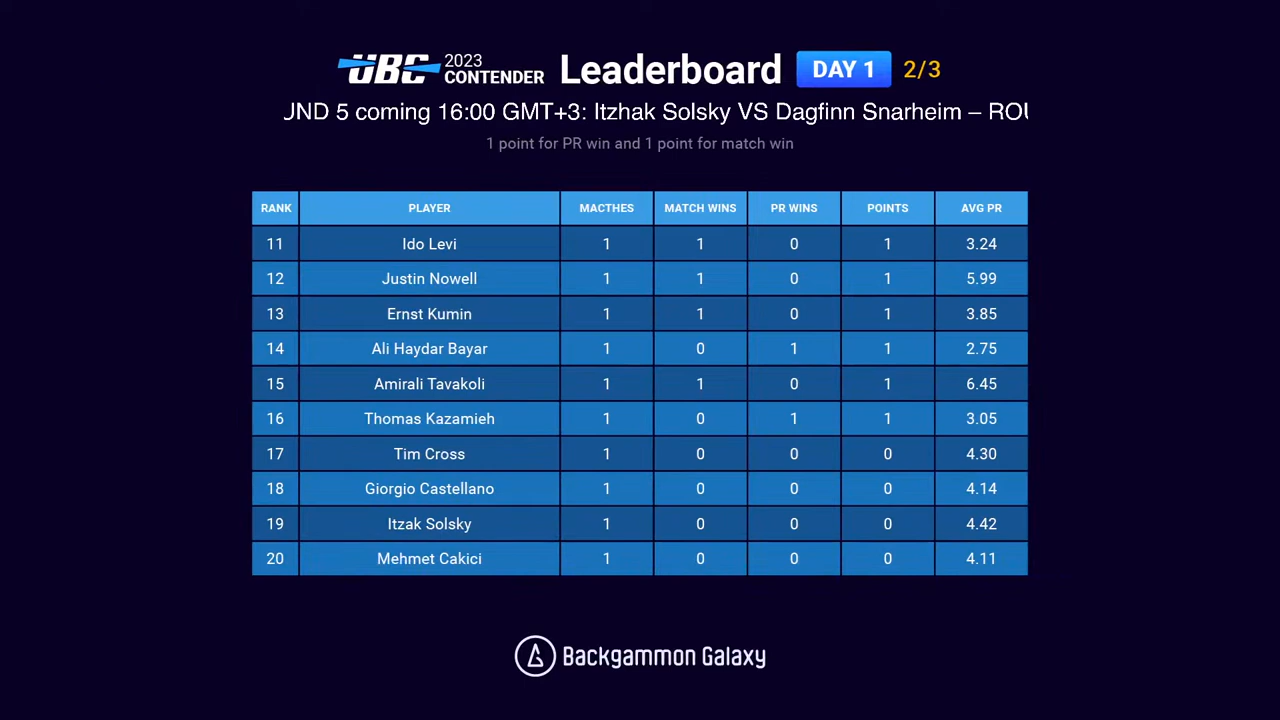 UBC 2023 CONTENDER Leaderboard DAY 1 2/3
UND 5 coming 16:00 GMT+3: Itzhak Solsky VS Dagfinn Snarheim – ROU
1 point for PR win and 1 point for match win
RANK PLAYER MACTHES MATCH WINS PR WINS POINTS AVG PR
11 Ido Levi 1 1 0 1 3.24
12 Justin Nowell 1 1 0 1 5.99
13 Ernst Kumin 1 1 0 1 3.85
14 Ali Haydar Bayar 1 0 1 1 2.75
15 Amirali Tavakoli 1 1 0 1 6.45
16 Thomas Kazamieh 1 0 1 1 3.05
17 Tim Cross 1 0 0 0 4.30
18 Giorgio Castellano 1 0 0 0 4.14
19 Itzak Solsky 1 0 0 0 4.42
20 Mehmet Cakici 1 0 0 0 4.11
Backgammon Galaxy